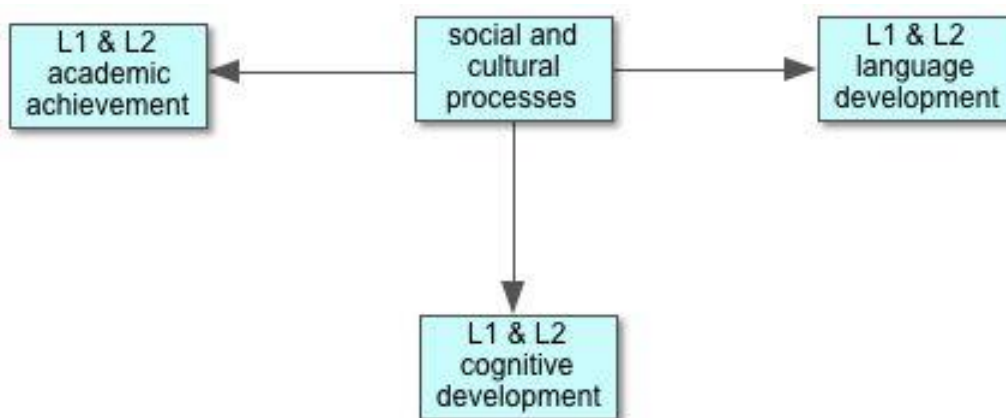 L1 & L2
academic
achievement
social and
cultural
processes
L1 & L2
language
development
L1 & L2
cognitive
development